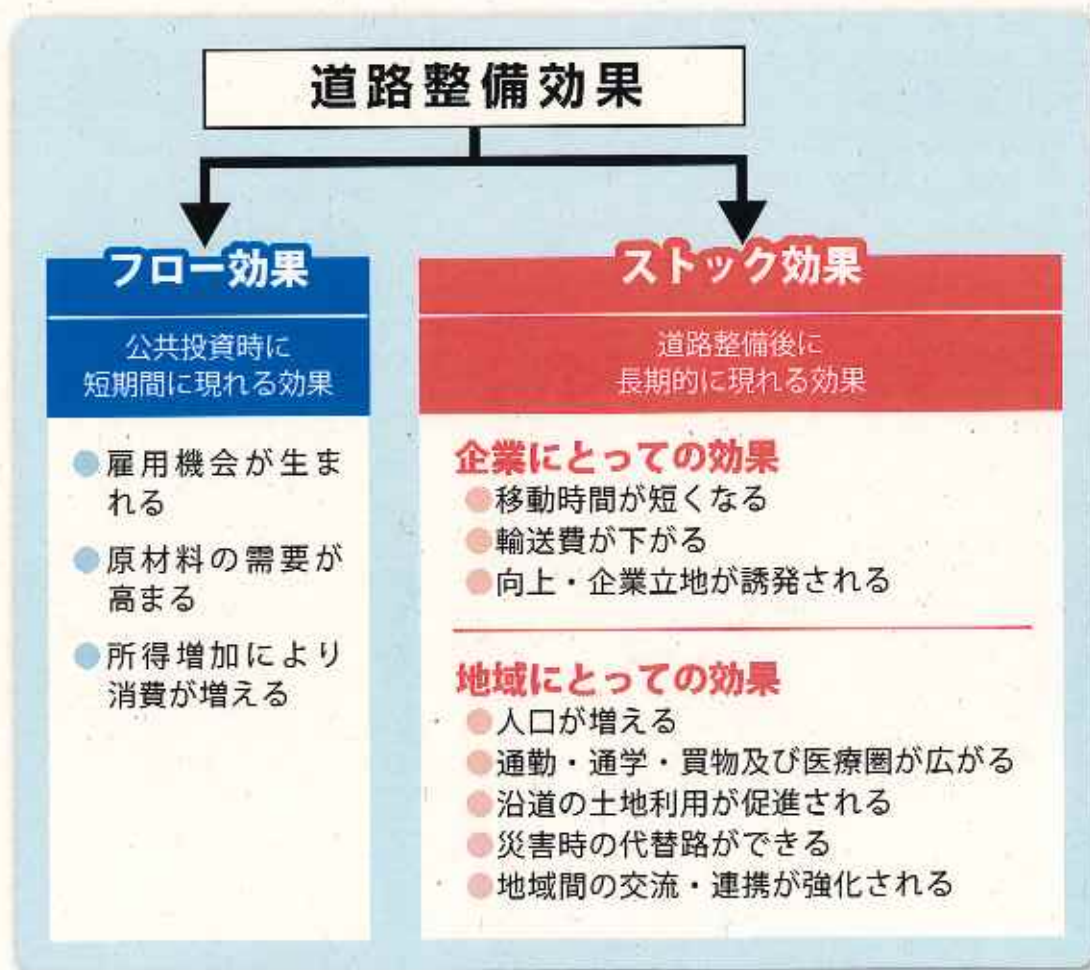 道路整備効果
フロー効果
公共投資時に
短期間に現れる効果
●雇用機会が生ま
れる
●原材料の需要が
高まる
●所得増加により
消費が増える
ストック効果
道路整備後に
長期的に現れる効果
企業にとっての効果
●移動時間が短くなる
●輸送費が下がる
●向上・企業立地が誘発される
地域にとっての効果
●人口が増える
●通勤・通学・買物及び医療圏が広がる
●沿道の土地利用が促進される
●災害時の代替路ができる
●地域間の交流・連携が強化される